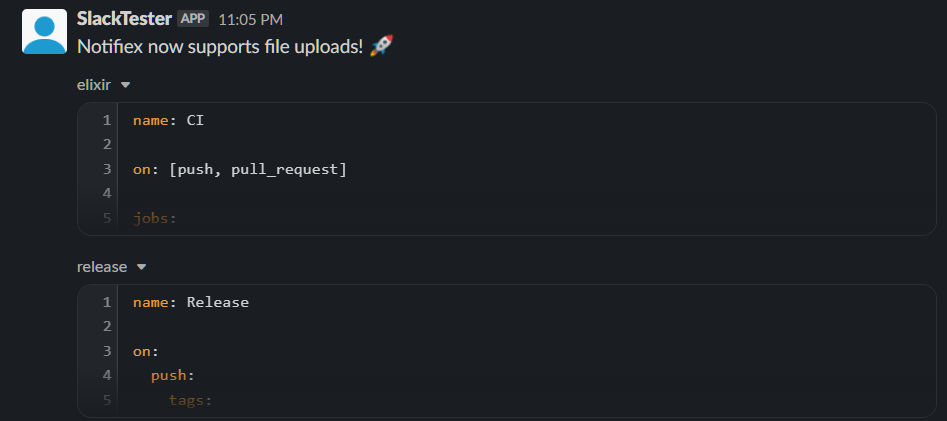 SlackTester APP 11:05 PM
Notifiex now supports file uploads! 🚀
elixir
1 name: CI
2
3 on: [push, pull_request]
4
5 jobs:
release
1 name: Release
2
3 on:
4   push:
5     tags: